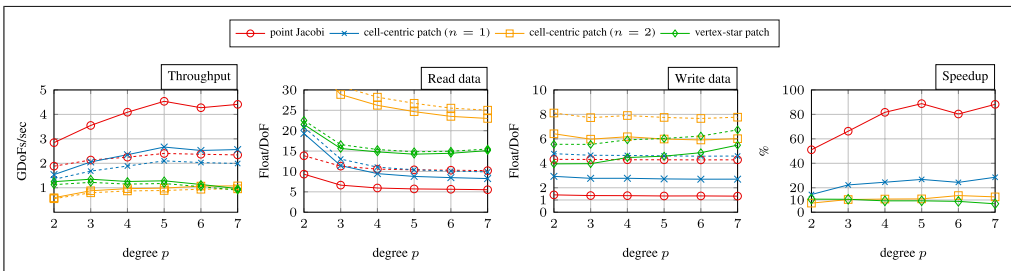 point Jacobi cell-centric patch (n = 1) cell-centric patch (n = 2) vertex-star patch
Throughput
GDoFs/sec
5
4
3
2
1
2 3 4 5 6 7
degree p
Read data
Float/DoF
30
25
20
15
10
5
0
2 3 4 5 6 7
degree p
Write data
Float/DoF
10
8
6
4
3
2
1
0
2 3 4 5 6 7
degree p
Speedup
%
100
80
60
40
20
10
0
2 3 4 5 6 7
degree p